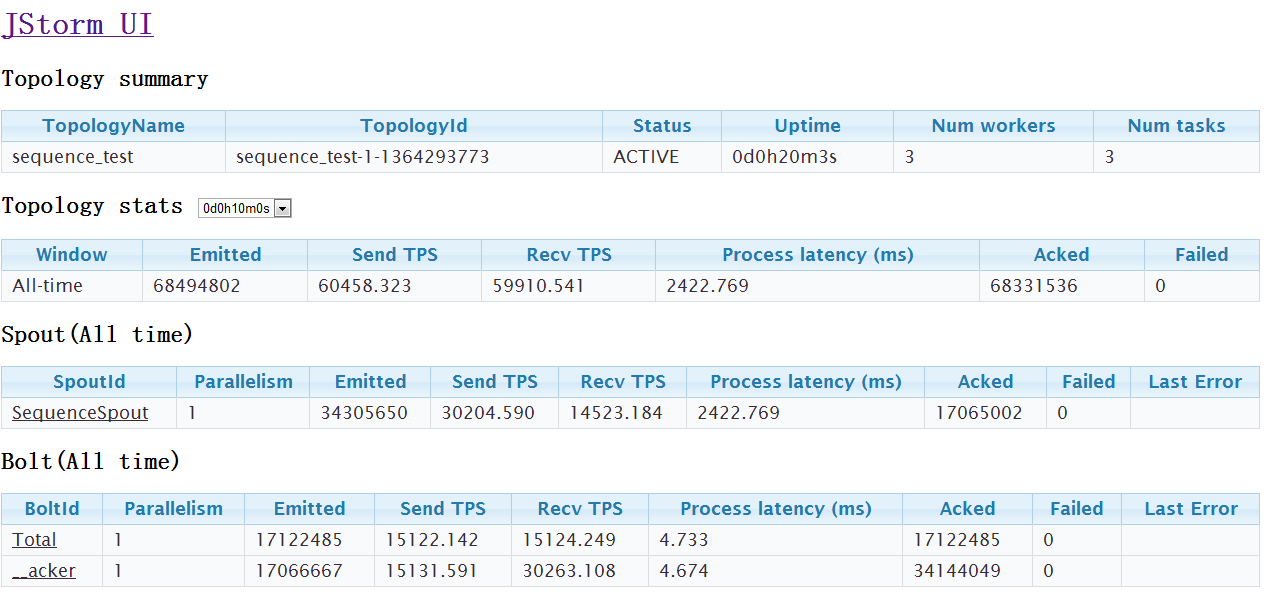 JStorm UI
Topology summary
TopologyName TopologyId Status Uptime Num workers Num tasks
sequence_test sequence_test-1-1364293773 ACTIVE 0d0h20m3s 3 3
Topology stats 0d0h10m0s
Window Emitted Send TPS Recv TPS Process latency (ms) Acked Failed
All-time 68494802 60458.323 59910.541 2422.769 68331536 0
Spout(All time)
SpoutId Parallelism Emitted Send TPS Recv TPS Process latency (ms) Acked Failed Last Error
SequenceSpout 1 34305650 30204.590 14523.184 2422.769 17065002 0
Bolt(All time)
BoltId Parallelism Emitted Send TPS Recv TPS Process latency (ms) Acked Failed Last Error
Total 1 17122485 15122.142 15124.249 4.733 17122485 0
__acker 1 17066667 15131.591 30263.108 4.674 34144049 0